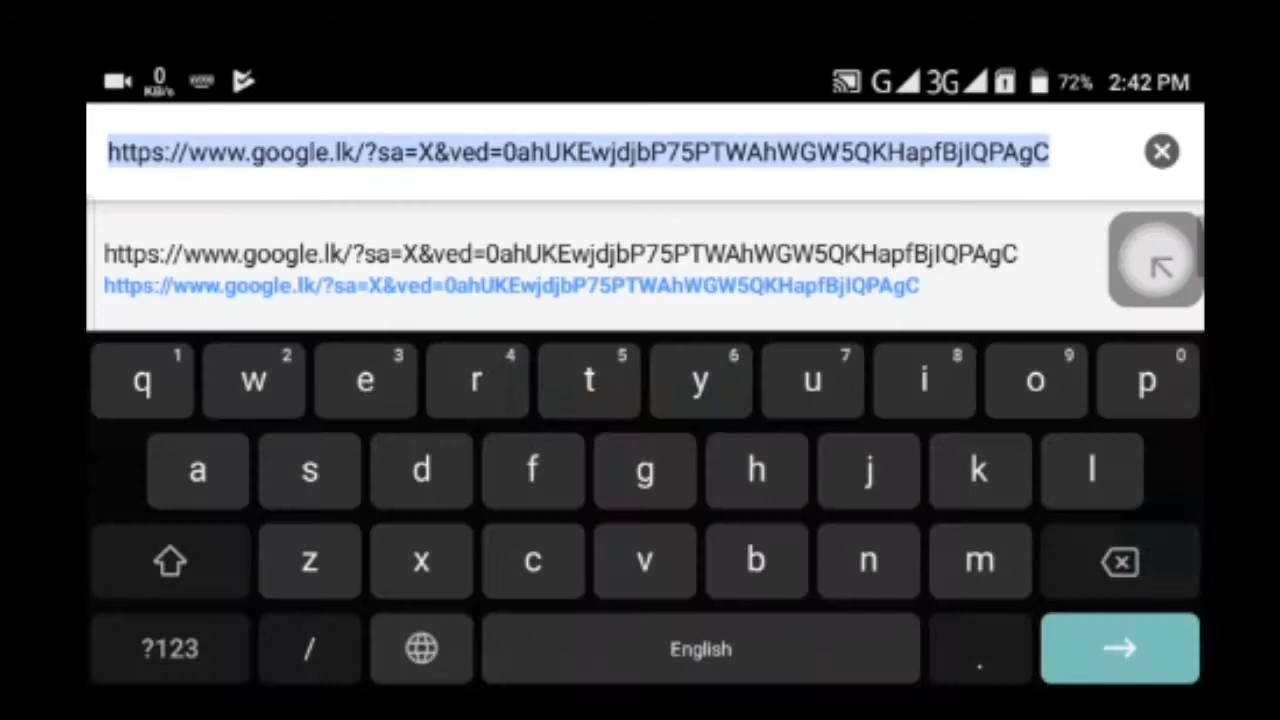 0
KB/s
G 3G 72% 2:42 PM
https://www.google.lk/?sa=X&ved=0ahUKEwjdjbP75PTWAhWGW5QKHapfBjIQPAgC
https://www.google.lk/?sa=X&ved=0ahUKEwjdjbP75PTWAhWGW5QKHapfBjIQPAgC
https://www.google.lk/?sa=X&ved=0ahUKEwjdjbP75PTWAhWGW5QKHapfBjIQPAgC
1 2 3 4 5 6 7 8 9 0
q w e r t y u i o p
a s d f g h j k l
z x c v b n m
?123 / English .